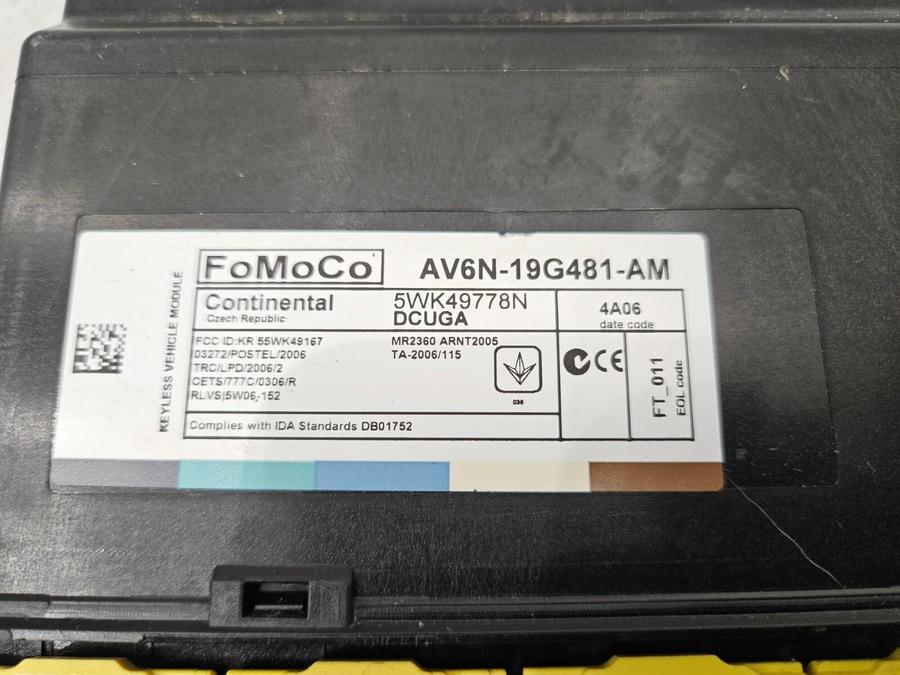 KEYLESS VEHICLE MODULE
FoMoCo
AV6N-19G481-AM
Continental
Czech Republic
5WK49778N
DCUGA
4A06
date code
FCC ID:KR 55WK49167
03272/POSTEL/2006
TRC/LPD/2006/2
CETS/777C/0306/R
RLVS|5W06-152
MR2360 ARNT2005
TA-2006/115
036
CE
FT_011
EOL code
Complies with IDA Standards DB01752